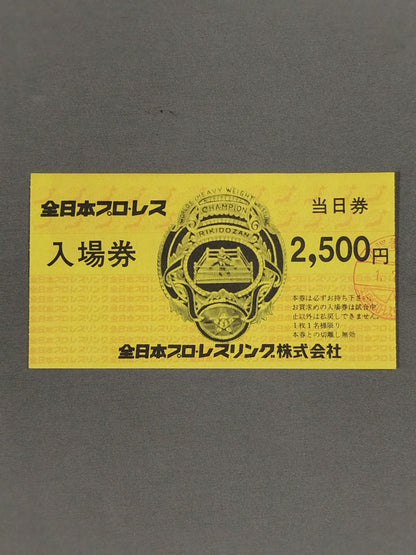 全日本プロ・レス
当日券
入場券
2,500円
WORLD HEAVY WEIGHT WRESTLING
CHAMPION
RIKIDOZAN
本券は必ずお持ち下さい。
お買求めの入場券は試合中
止以外は払戻しできません。
1枚1名様限り
本券との切離し無効
全日本プロ・レスリング株式会社